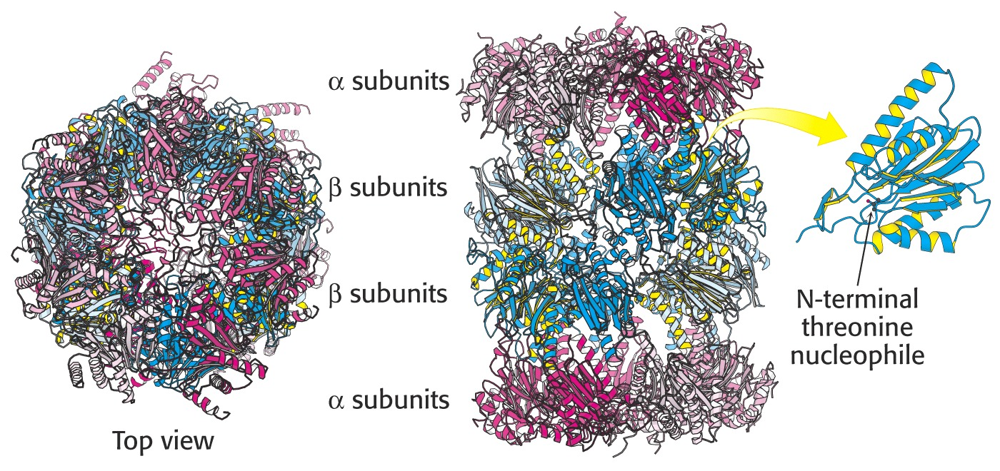 α subunits
β subunits
β subunits
α subunits
Top view
N-terminal
threonine
nucleophile